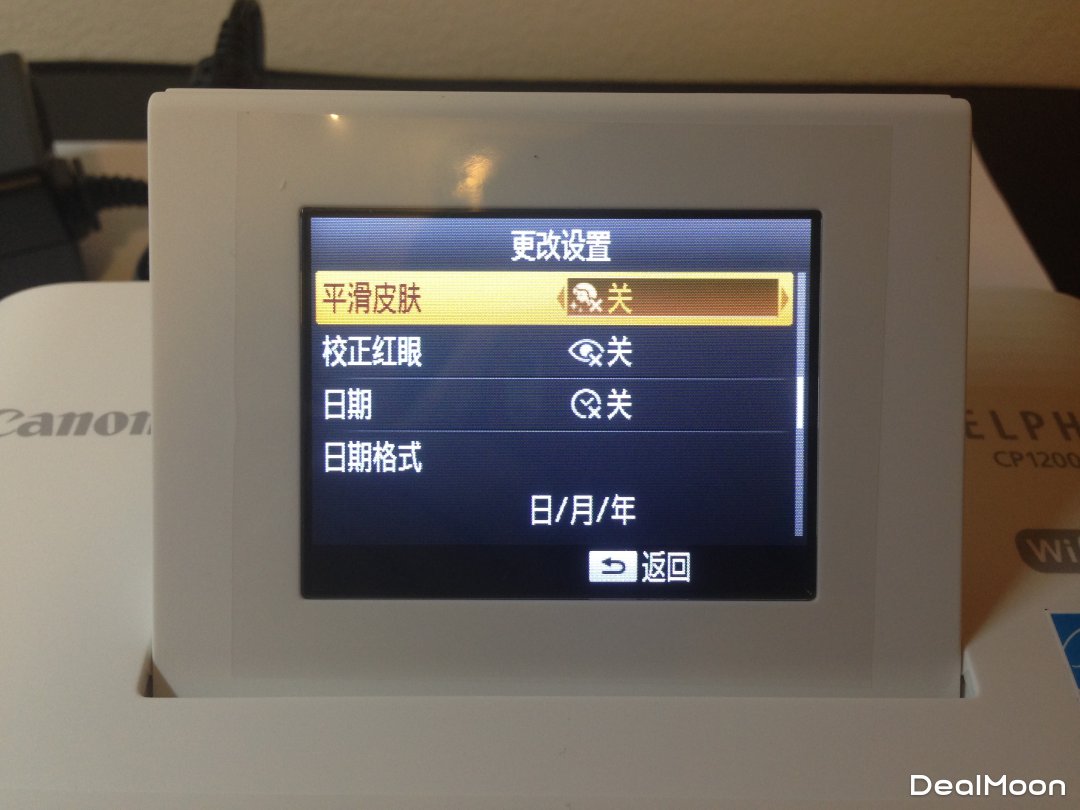 更改设置
平滑皮肤 关
校正红眼 关
日期 关
日期格式
日/月/年
返回
Canon
ELPH
CP1200
Wi
DealMoon